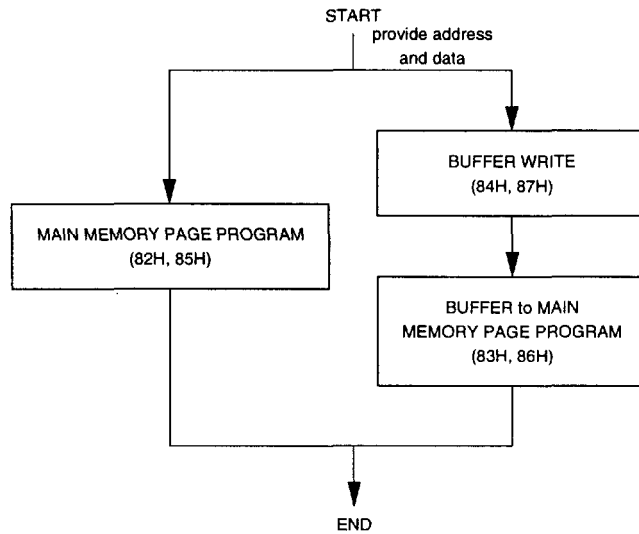 START
provide address
and data
BUFFER WRITE
(84H, 87H)
MAIN MEMORY PAGE PROGRAM
(82H, 85H)
BUFFER to MAIN
MEMORY PAGE PROGRAM
(83H, 86H)
END